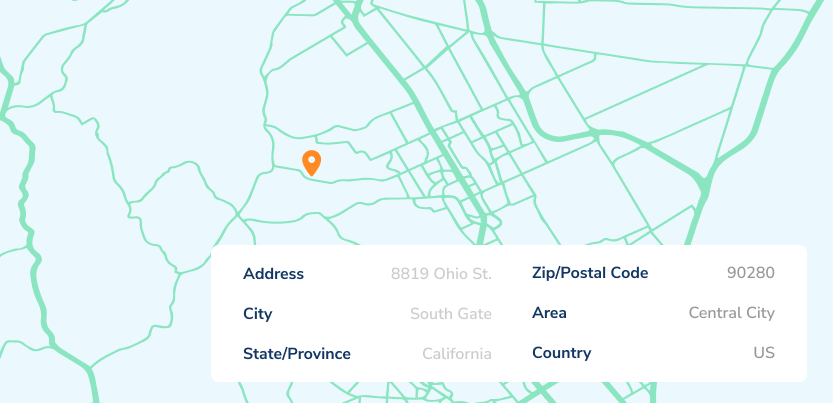 Address 8819 Ohio St. Zip/Postal Code 90280
City South Gate Area Central City
State/Province California Country US